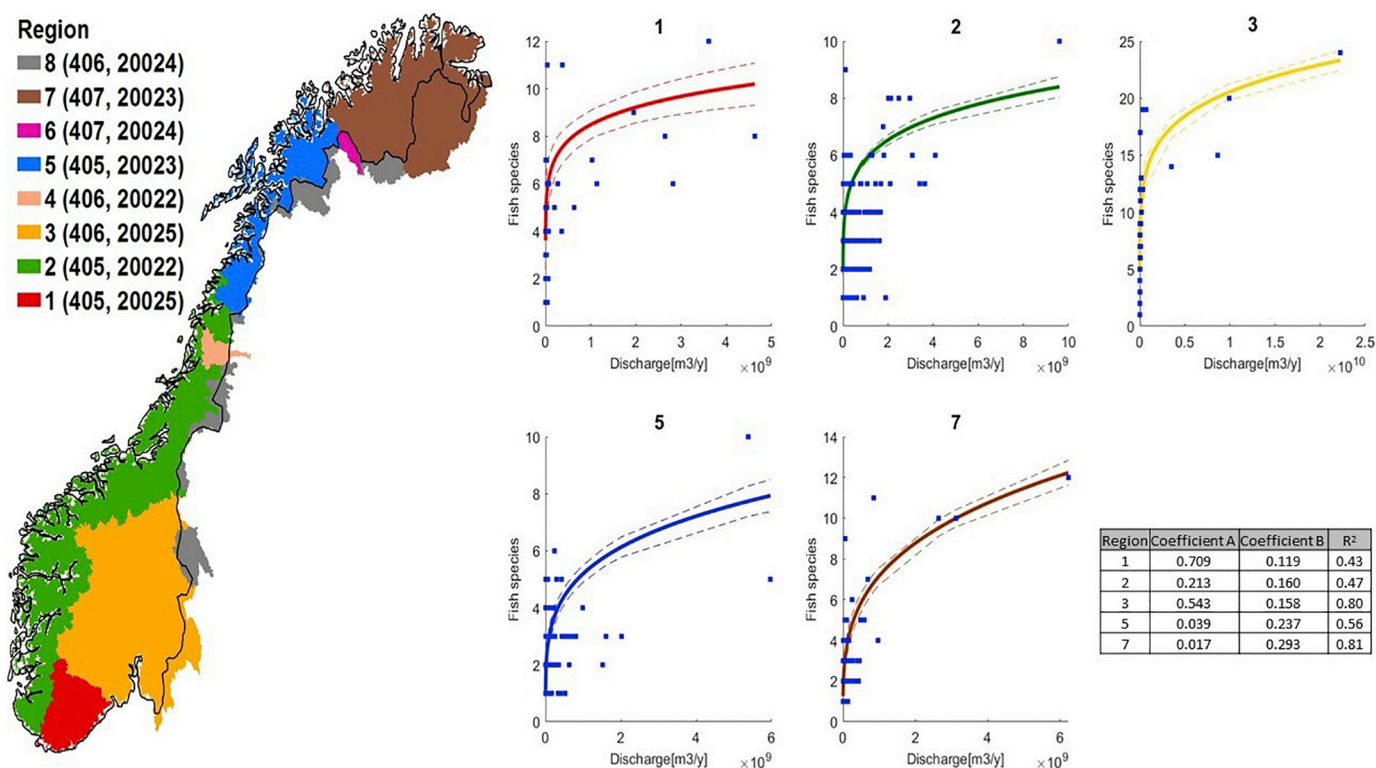 Region
8 (406, 20024)
7 (407, 20023)
6 (407, 20024)
5 (405, 20023)
4 (406, 20022)
3 (406, 20025)
2 (405, 20022)
1 (405, 20025)
1
Fish species
12
10
8
6
4
2
0
0 1 2 3 4 5
Discharge[m3/y] ×10^9
2
Fish species
10
8
6
4
2
0
0 2 4 6 8 10
Discharge[m3/y] ×10^9
3
Fish species
25
20
15
10
5
0
0 0.5 1 1.5 2 2.5
Discharge[m3/y] ×10^10
5
Fish species
10
8
6
4
2
0
0 2 4 6
Discharge[m3/y] ×10^9
7
Fish species
14
12
10
8
6
4
2
0
0 2 4 6
Discharge[m3/y] ×10^9
Region Coefficient A Coefficient B R²
1 0.709 0.119 0.43
2 0.213 0.160 0.47
3 0.543 0.158 0.80
5 0.039 0.237 0.56
7 0.017 0.293 0.81